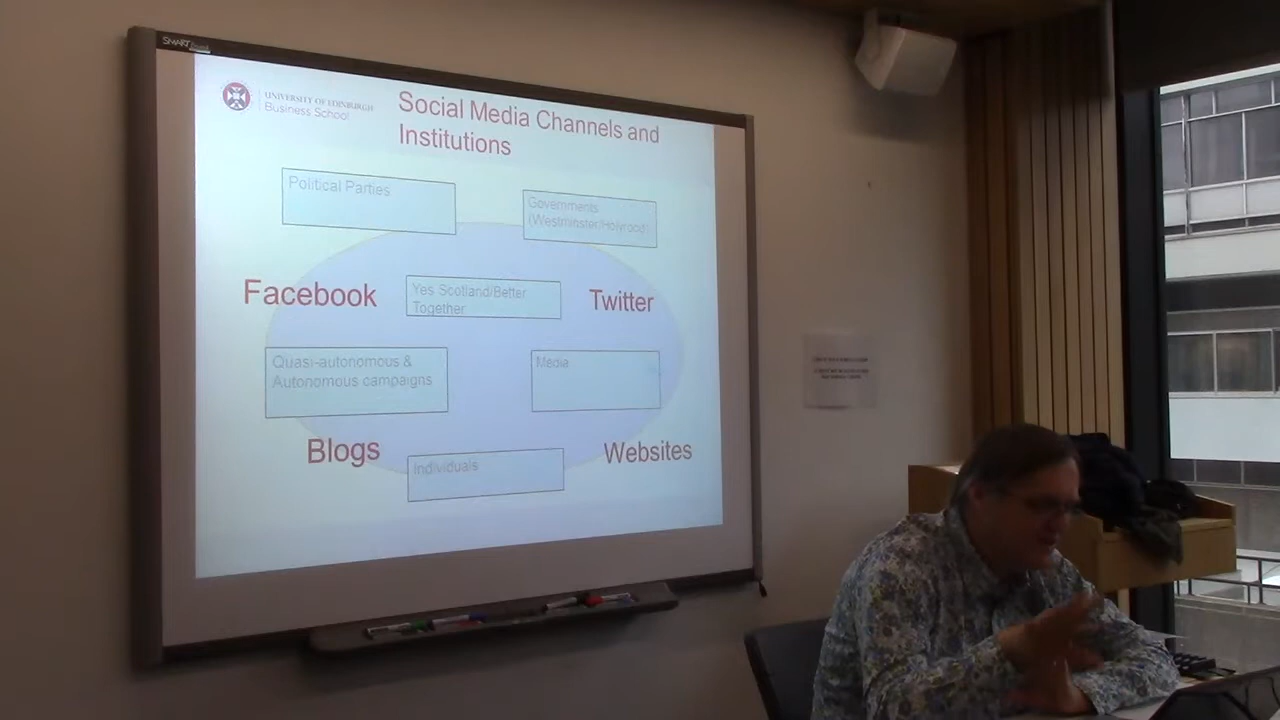 SMART
UNIVERSITY OF EDINBURGH
Business School
Social Media Channels and
Institutions
Political Parties
Governments
(Westminster/Holyrood)
Facebook
Yes Scotland/Better
Together
Twitter
Quasi-autonomous &
Autonomous campaigns
Media
Blogs
Individuals
Websites